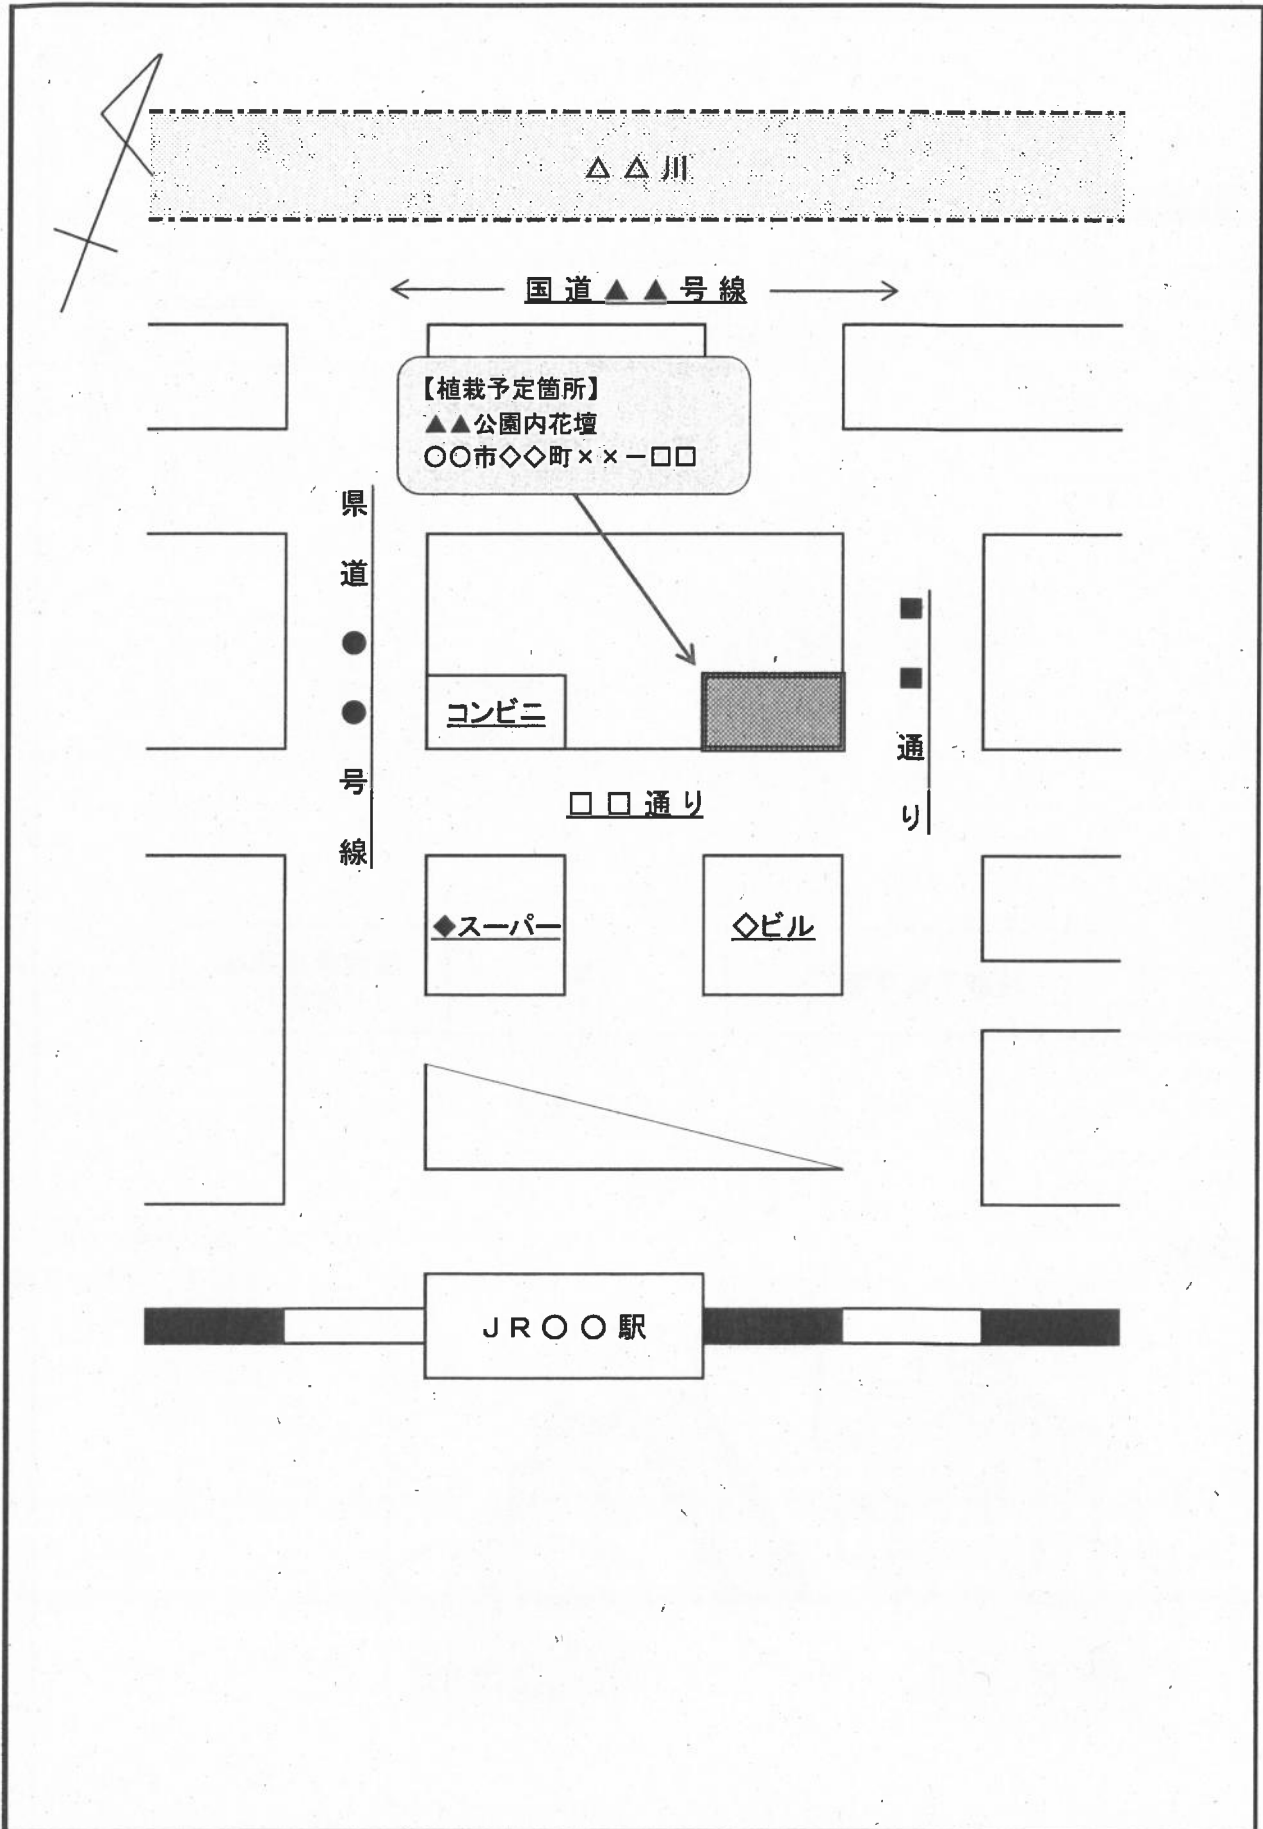 △△川
国道▲▲号線
【植栽予定箇所】
▲▲公園内花壇
○○市◇◇町××ー□□
県道●●号線
■■通り
コンビニ
□□通り
◆スーパー
◇ビル
JR○○駅